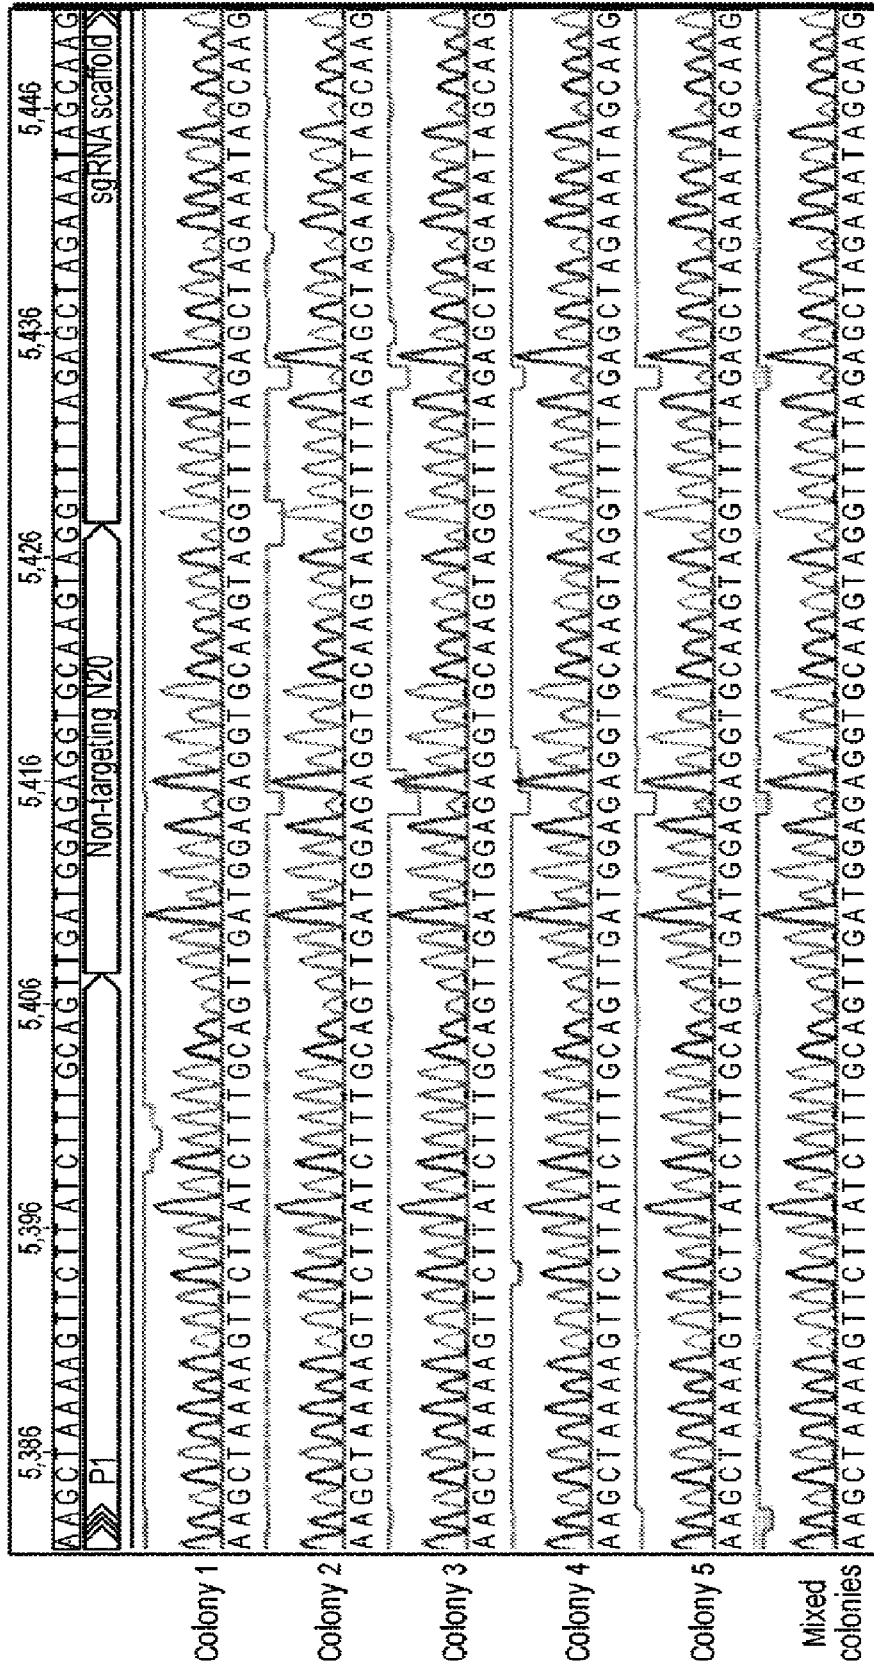 5,386 5,396 5,406 5,416 5,426 5,436 5,446
AAGCTAAAAGTTCTTATCTTTGCAGTTGATGGAGAGGTGCAAGTAGGTTTTAGAGCTAGAAATAGCAAG
P1 Non-targeting N20 sgRNA scaffold
Colony 1
AAGCTAAAAGTTCTTATCTTTGCAGTTGATGGAGAGGTGCAAGTAGGTTTTAGAGCTAGAAATAGCAAG
Colony 2
AAGCTAAAAGTTCTTATCTTTGCAGTTGATGGAGAGGTGCAAGTAGGTTTTAGAGCTAGAAATAGCAAG
Colony 3
AAGCTAAAAGTTCTTATCTTTGCAGTTGATGGAGAGGTGCAAGTAGGTTTTAGAGCTAGAAATAGCAAG
Colony 4
AAGCTAAAAGTTCTTATCTTTGCAGTTGATGGAGAGGTGCAAGTAGGTTTTAGAGCTAGAAATAGCAAG
Colony 5
AAGCTAAAAGTTCTTATCTTTGCAGTTGATGGAGAGGTGCAAGTAGGTTTTAGAGCTAGAAATAGCAAG
Mixed
colonies
AAGCTAAAAGTTCTTATCTTTGCAGTTGATGGAGAGGTGCAAGTAGGTTTTAGAGCTAGAAATAGCAAG